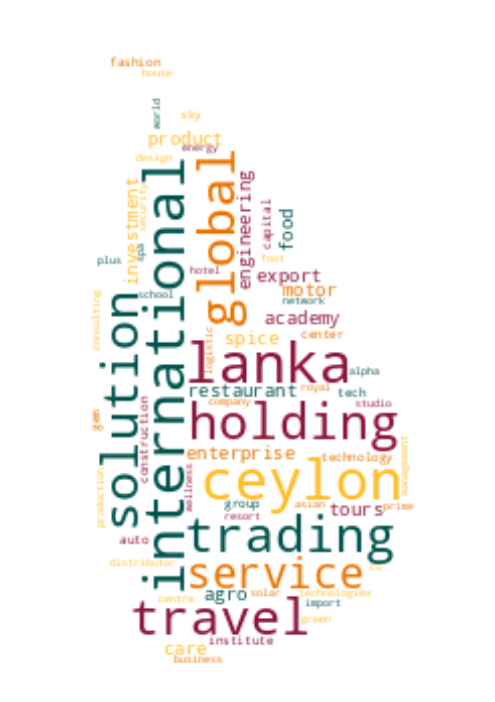 fashion
house
world
sky
product
energy
design
international
global
engineering
security
investment
capital
food
plus
spa
foot
hotel
export
motor
school
network
solution
consulting
academy
logistic
spice
center
lanka
alpha
restaurant
royal
tech
company
studio
construction
holding
gem
enterprise
technology
management
wellness
ceylon
production
group
asian
tours
prime
resort
trading
auto
distributor
service
co
agro
solar
technologies
centre
import
travel
green
institute
care
business